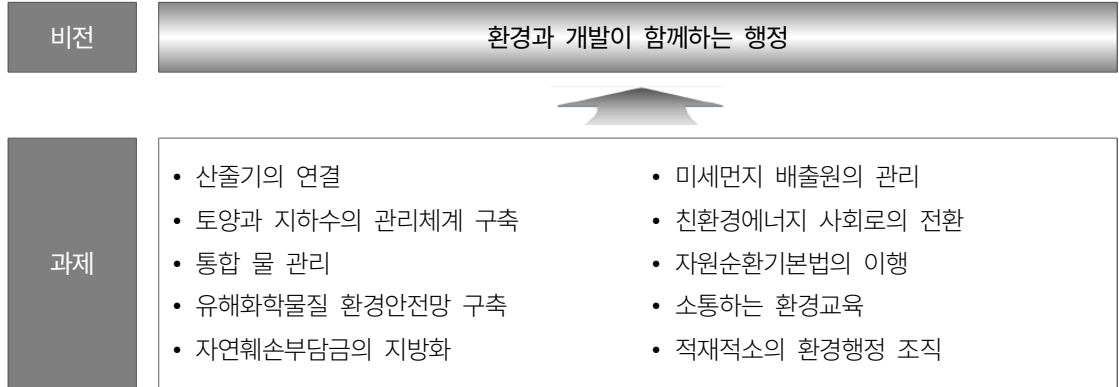 비전
환경과 개발이 함께하는 행정
과제
• 산줄기의 연결
• 토양과 지하수의 관리체계 구축
• 통합 물 관리
• 유해화학물질 환경안전망 구축
• 자연훼손부담금의 지방화
• 미세먼지 배출원의 관리
• 친환경에너지 사회로의 전환
• 자원순환기본법의 이행
• 소통하는 환경교육
• 적재적소의 환경행정 조직